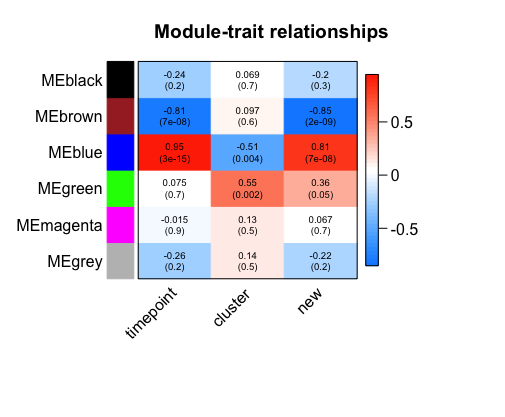 Module-trait relationships
MEblack
-0.24 0.069 -0.2
(0.2) (0.7) (0.3)
MEbrown
-0.81 0.097 -0.85
(7e-08) (0.6) (2e-09)
MEblue
0.95 -0.51 0.81
(3e-15) (0.004) (7e-08)
MEgreen
0.075 0.55 0.36
(0.7) (0.002) (0.05)
MEmagenta
-0.015 0.13 0.067
(0.9) (0.5) (0.7)
MEgrey
-0.26 0.14 -0.22
(0.2) (0.5) (0.2)
timepoint
cluster
new
0.5
0
-0.5